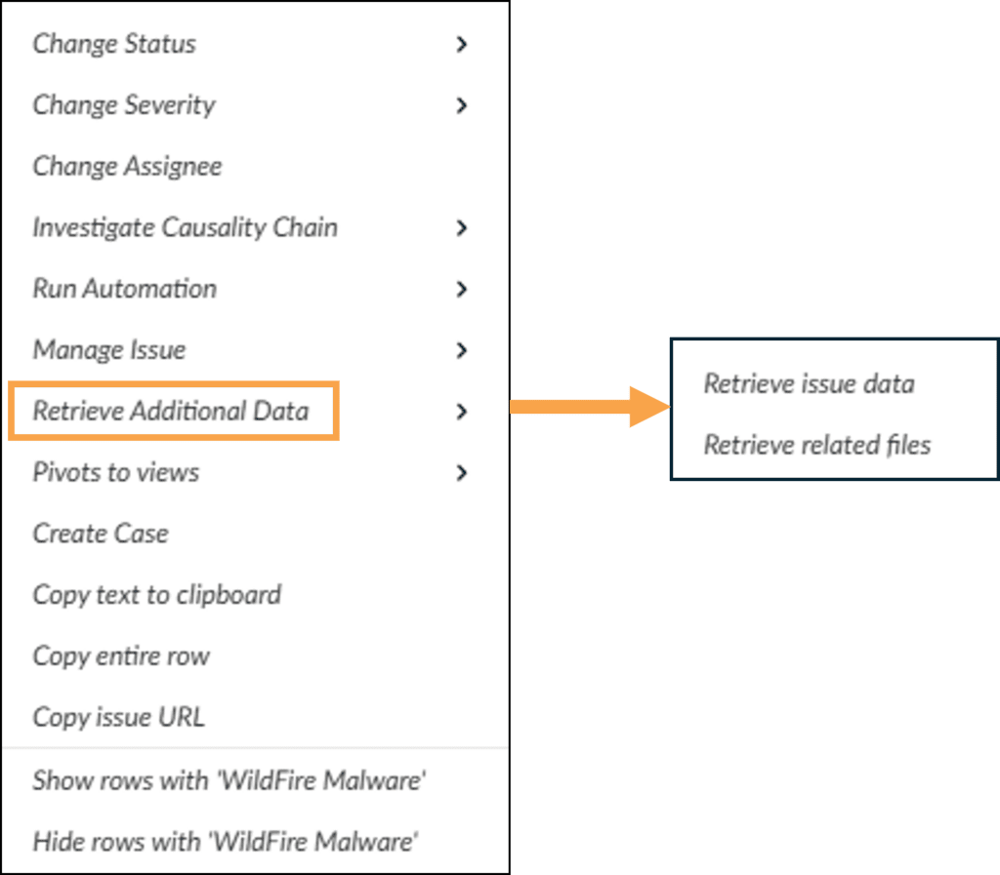 Change Status
Change Severity
Change Assignee
Investigate Causality Chain
Run Automation
Manage Issue
Retrieve Additional Data
Pivots to views
Create Case
Copy text to clipboard
Copy entire row
Copy issue URL
Show rows with 'WildFire Malware'
Hide rows with 'WildFire Malware'
Retrieve issue data
Retrieve related files